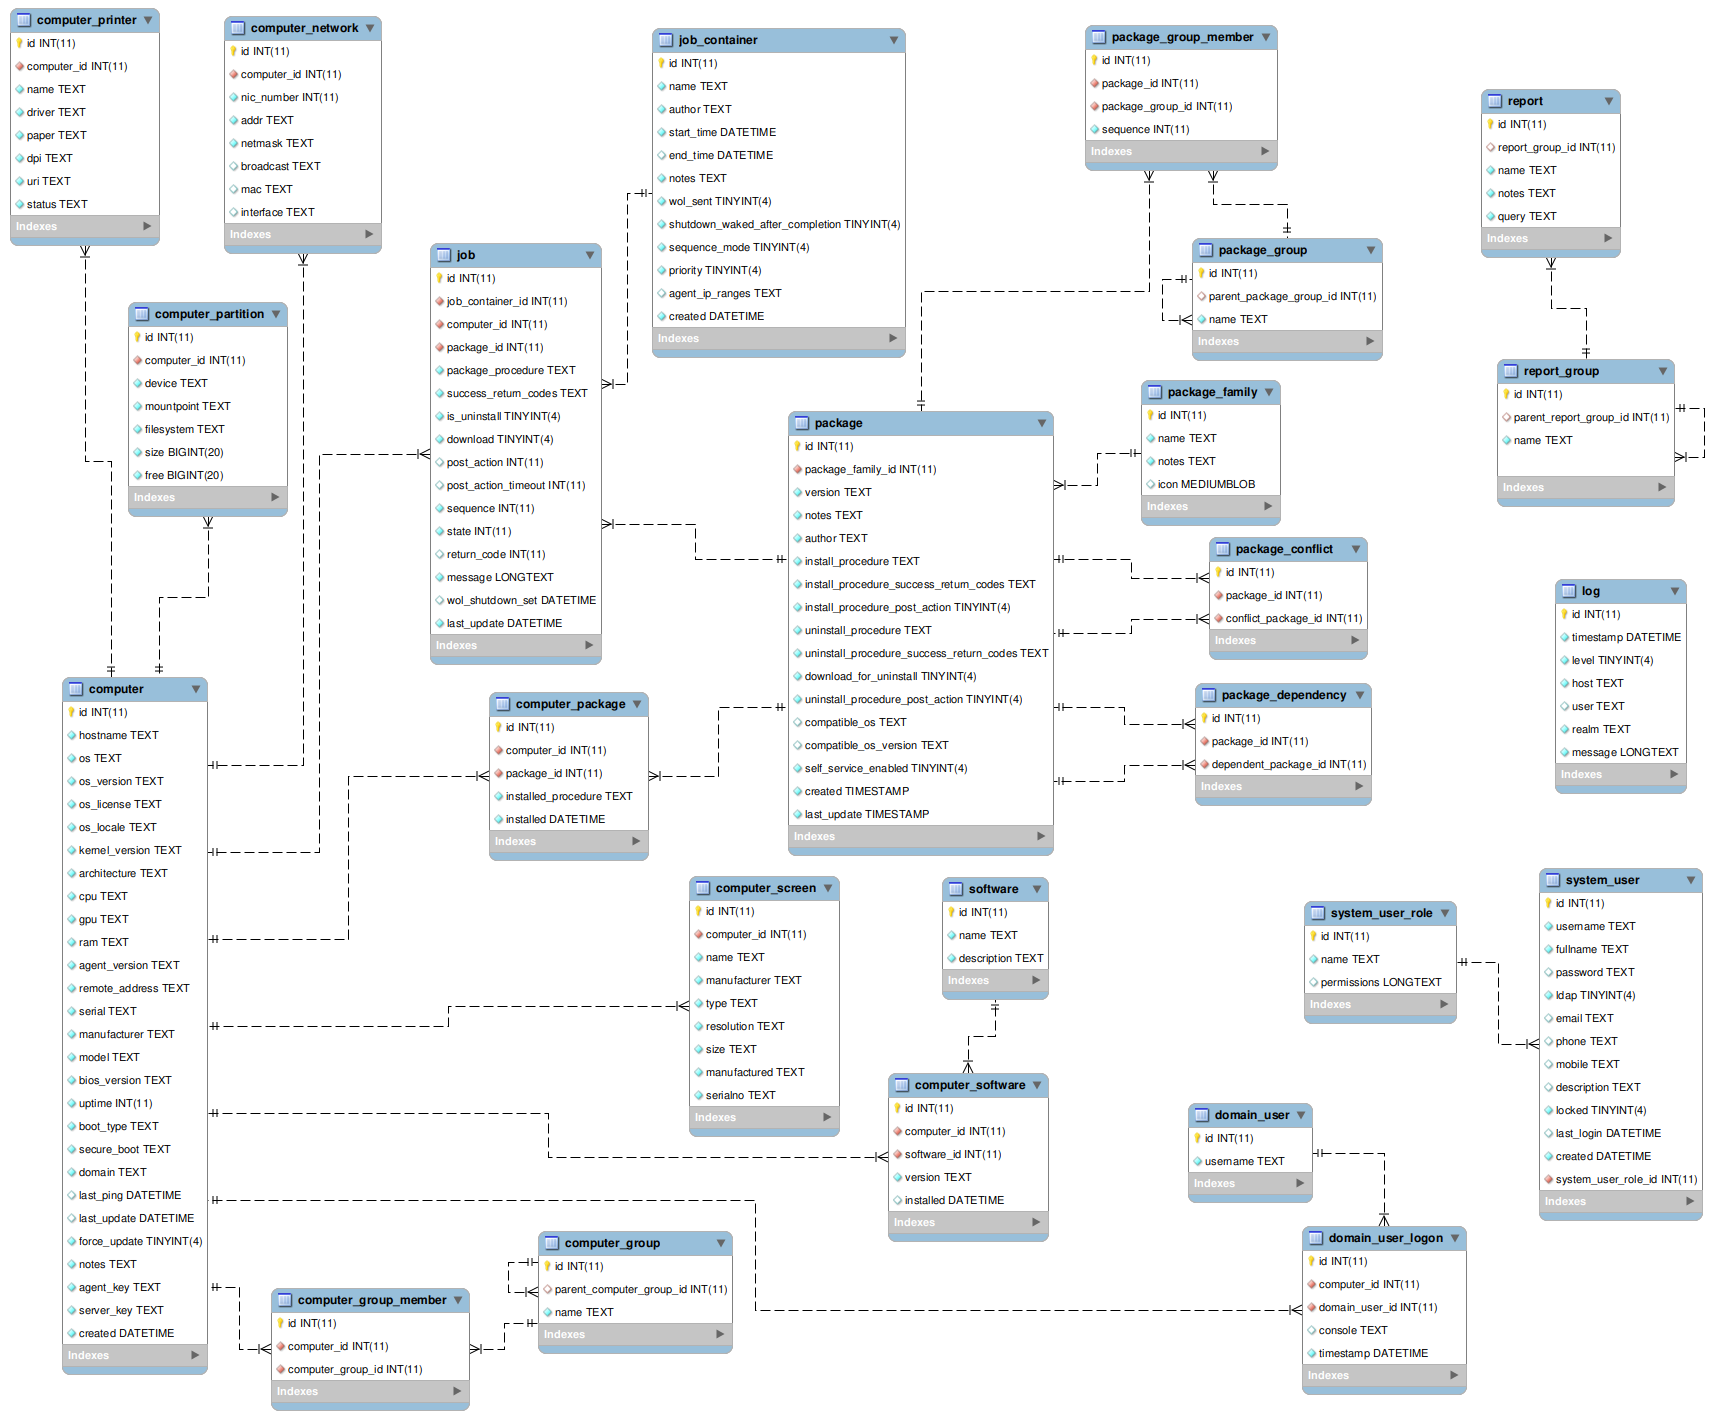 computer_printer
id INT(11)
computer_id INT(11)
name TEXT
driver TEXT
paper TEXT
dpi TEXT
uri TEXT
status TEXT
Indexes
computer_network
id INT(11)
computer_id INT(11)
nic_number INT(11)
addr TEXT
netmask TEXT
broadcast TEXT
mac TEXT
interface TEXT
Indexes
job_container
id INT(11)
name TEXT
author TEXT
start_time DATETIME
end_time DATETIME
notes TEXT
wol_sent TINYINT(4)
shutdown_waked_after_completion TINYINT(4)
sequence_mode TINYINT(4)
priority TINYINT(4)
agent_ip_ranges TEXT
created DATETIME
Indexes
package_group_member
id INT(11)
package_id INT(11)
package_group_id INT(11)
sequence INT(11)
Indexes
report
id INT(11)
report_group_id INT(11)
name TEXT
notes TEXT
query TEXT
Indexes
package_group
id INT(11)
parent_package_group_id INT(11)
name TEXT
Indexes
job
id INT(11)
job_container_id INT(11)
computer_id INT(11)
package_id INT(11)
package_procedure TEXT
success_return_codes TEXT
is_uninstall TINYINT(4)
download TINYINT(4)
post_action INT(11)
post_action_timeout INT(11)
sequence INT(11)
state INT(11)
return_code INT(11)
message LONGTEXT
wol_shutdown_set DATETIME
last_update DATETIME
Indexes
computer_partition
id INT(11)
computer_id INT(11)
device TEXT
mountpoint TEXT
filesystem TEXT
size BIGINT(20)
free BIGINT(20)
Indexes
report_group
id INT(11)
parent_report_group_id INT(11)
name TEXT
Indexes
package_family
id INT(11)
name TEXT
notes TEXT
icon MEDIUMBLOB
Indexes
package
id INT(11)
package_family_id INT(11)
version TEXT
notes TEXT
author TEXT
install_procedure TEXT
install_procedure_success_return_codes TEXT
install_procedure_post_action TINYINT(4)
uninstall_procedure TEXT
uninstall_procedure_success_return_codes TEXT
download_for_uninstall TINYINT(4)
uninstall_procedure_post_action TINYINT(4)
compatible_os TEXT
compatible_os_version TEXT
self_service_enabled TINYINT(4)
created TIMESTAMP
last_update TIMESTAMP
Indexes
package_conflict
id INT(11)
package_id INT(11)
conflict_package_id INT(11)
Indexes
log
id INT(11)
timestamp DATETIME
level TINYINT(4)
host TEXT
user TEXT
realm TEXT
message LONGTEXT
Indexes
package_dependency
id INT(11)
package_id INT(11)
dependent_package_id INT(11)
Indexes
computer
id INT(11)
hostname TEXT
os TEXT
os_version TEXT
os_license TEXT
os_locale TEXT
kernel_version TEXT
architecture TEXT
cpu TEXT
gpu TEXT
ram TEXT
agent_version TEXT
remote_address TEXT
serial TEXT
manufacturer TEXT
model TEXT
bios_version TEXT
uptime INT(11)
boot_type TEXT
secure_boot TEXT
domain TEXT
last_ping DATETIME
last_update DATETIME
force_update TINYINT(4)
notes TEXT
agent_key TEXT
server_key TEXT
created DATETIME
Indexes
computer_package
id INT(11)
computer_id INT(11)
package_id INT(11)
installed_procedure TEXT
installed DATETIME
Indexes
computer_screen
id INT(11)
computer_id INT(11)
name TEXT
manufacturer TEXT
type TEXT
resolution TEXT
size TEXT
manufactured TEXT
serialno TEXT
Indexes
software
id INT(11)
name TEXT
description TEXT
Indexes
system_user_role
id INT(11)
name TEXT
permissions LONGTEXT
Indexes
system_user
id INT(11)
username TEXT
fullname TEXT
password TEXT
ldap TINYINT(4)
email TEXT
phone TEXT
mobile TEXT
description TEXT
locked TINYINT(4)
last_login DATETIME
created DATETIME
system_user_role_id INT(11)
Indexes
computer_software
id INT(11)
computer_id INT(11)
software_id INT(11)
version TEXT
installed DATETIME
Indexes
domain_user
id INT(11)
username TEXT
Indexes
domain_user_logon
id INT(11)
computer_id INT(11)
domain_user_id INT(11)
console TEXT
timestamp DATETIME
Indexes
computer_group
id INT(11)
parent_computer_group_id INT(11)
name TEXT
Indexes
computer_group_member
id INT(11)
computer_id INT(11)
computer_group_id INT(11)
Indexes